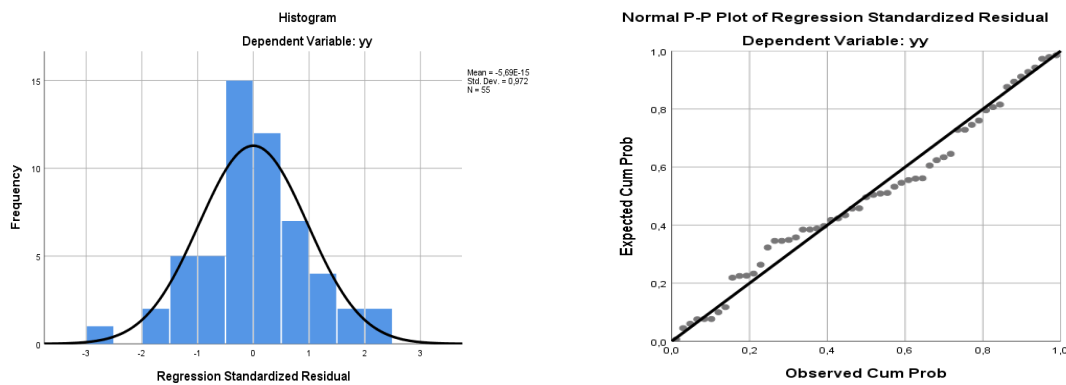 Histogram
Dependent Variable: yy
Mean = -5,69E-15
Std. Dev. = 0,972
N = 55
15
10
5
0
Frequency
-3
-2
-1
0
1
2
3
Regression Standardized Residual
Normal P-P Plot of Regression Standardized Residual
Dependent Variable: yy
1,0
0,8
0,6
0,4
0,2
0,0
Expected Cum Prob
0,0
0,2
0,4
0,6
0,8
1,0
Observed Cum Prob